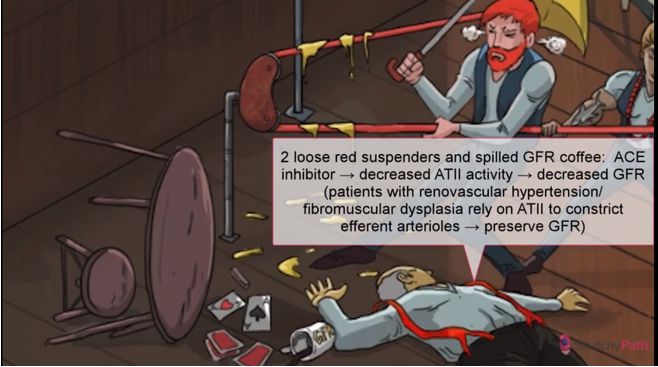 2 loose red suspenders and spilled GFR coffee: ACE
inhibitor → decreased ATII activity → decreased GFR
(patients with renovascular hypertension/
fibromuscular dysplasia rely on ATII to constrict
efferent arterioles → preserve GFR)
GFR
SketchyPath